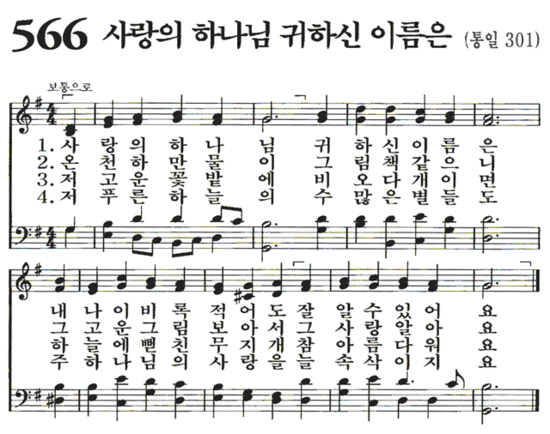 566 사랑의 하나님 귀하신 이름은 (통일 301)
보통으로
4 4
1. 사 랑 의 하 나 님 귀 하 신 이 름 은
2. 온 천 하 만 물 이 그 림 책 같 으 니
3. 저 고 운 꽃 밭 에 비 오 다 개 이 면
4. 저 푸 른 하 늘 의 수 많 은 별 들 도
4 4
내 나 이 비 록 적 어 도 잘 알 수 있 어 요
그 고 운 그 림 보 아 서 그 사 랑 알 아 요
하 늘 에 뻗 친 무 지 개 참 아 름 다 워 요
주 하 나 님 의 사 랑 을 늘 속 삭 이 지 요